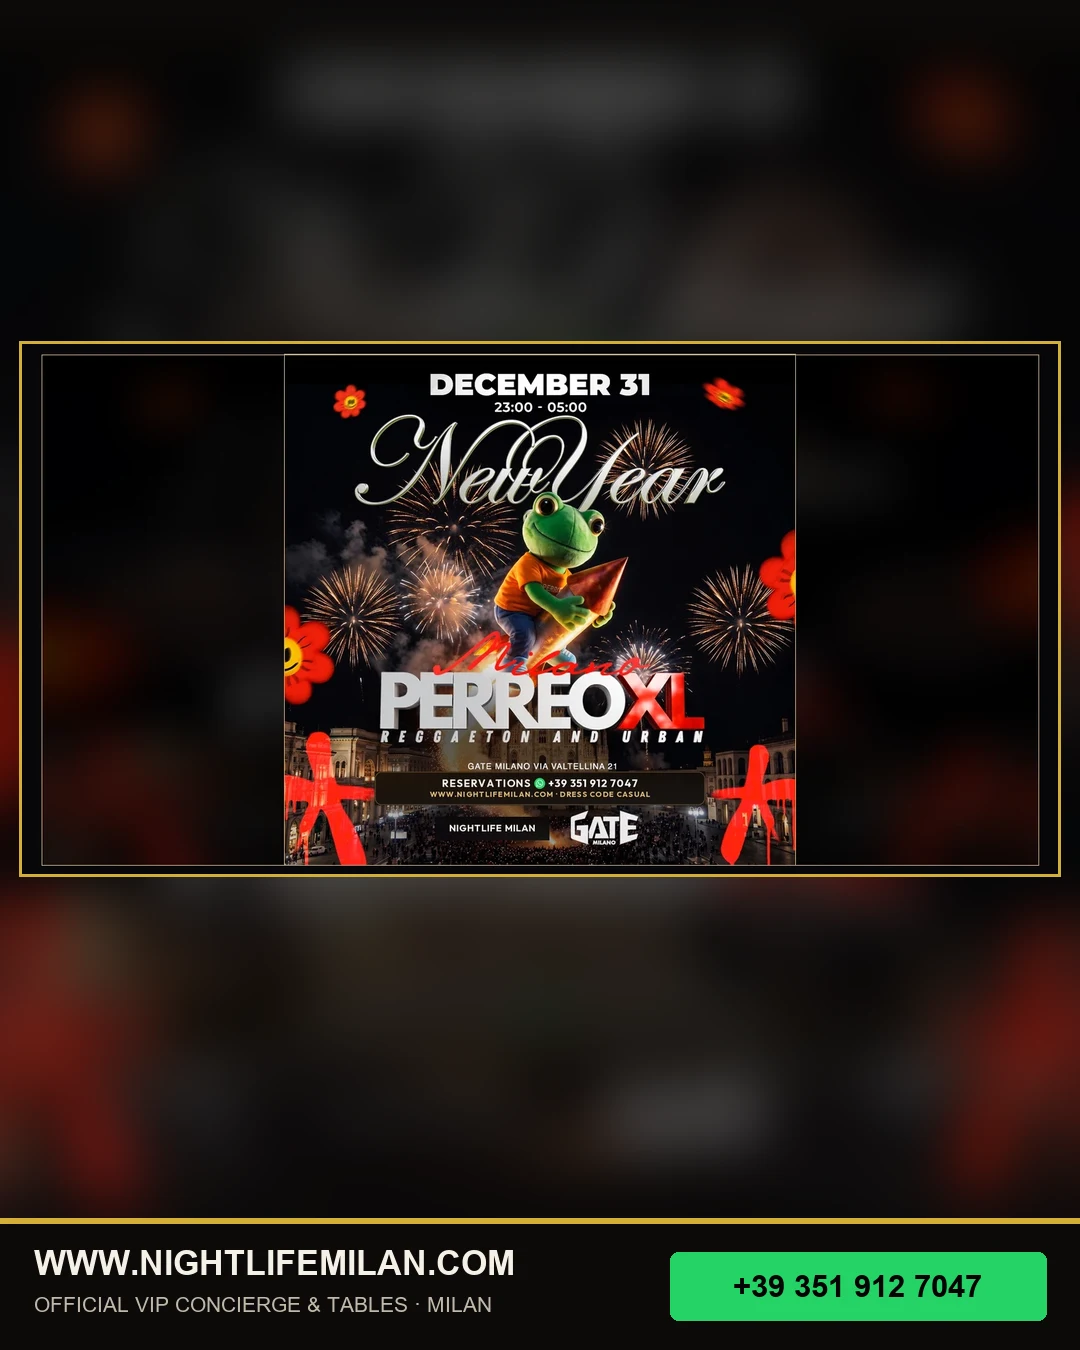 DECEMBER 31
23:00 - 05:00
New Year
Milano
PERREOXL
REGGAETON AND URBAN
GATE MILANO VIA VALTELLINA 21
RESERVATIONS +39 351 912 7047
WWW.NIGHTLIFEMILAN.COM · DRESS CODE CASUAL
NIGHTLIFE MILAN
GATE
MILANO
WWW.NIGHTLIFEMILAN.COM
OFFICIAL VIP CONCIERGE & TABLES · MILAN
+39 351 912 7047